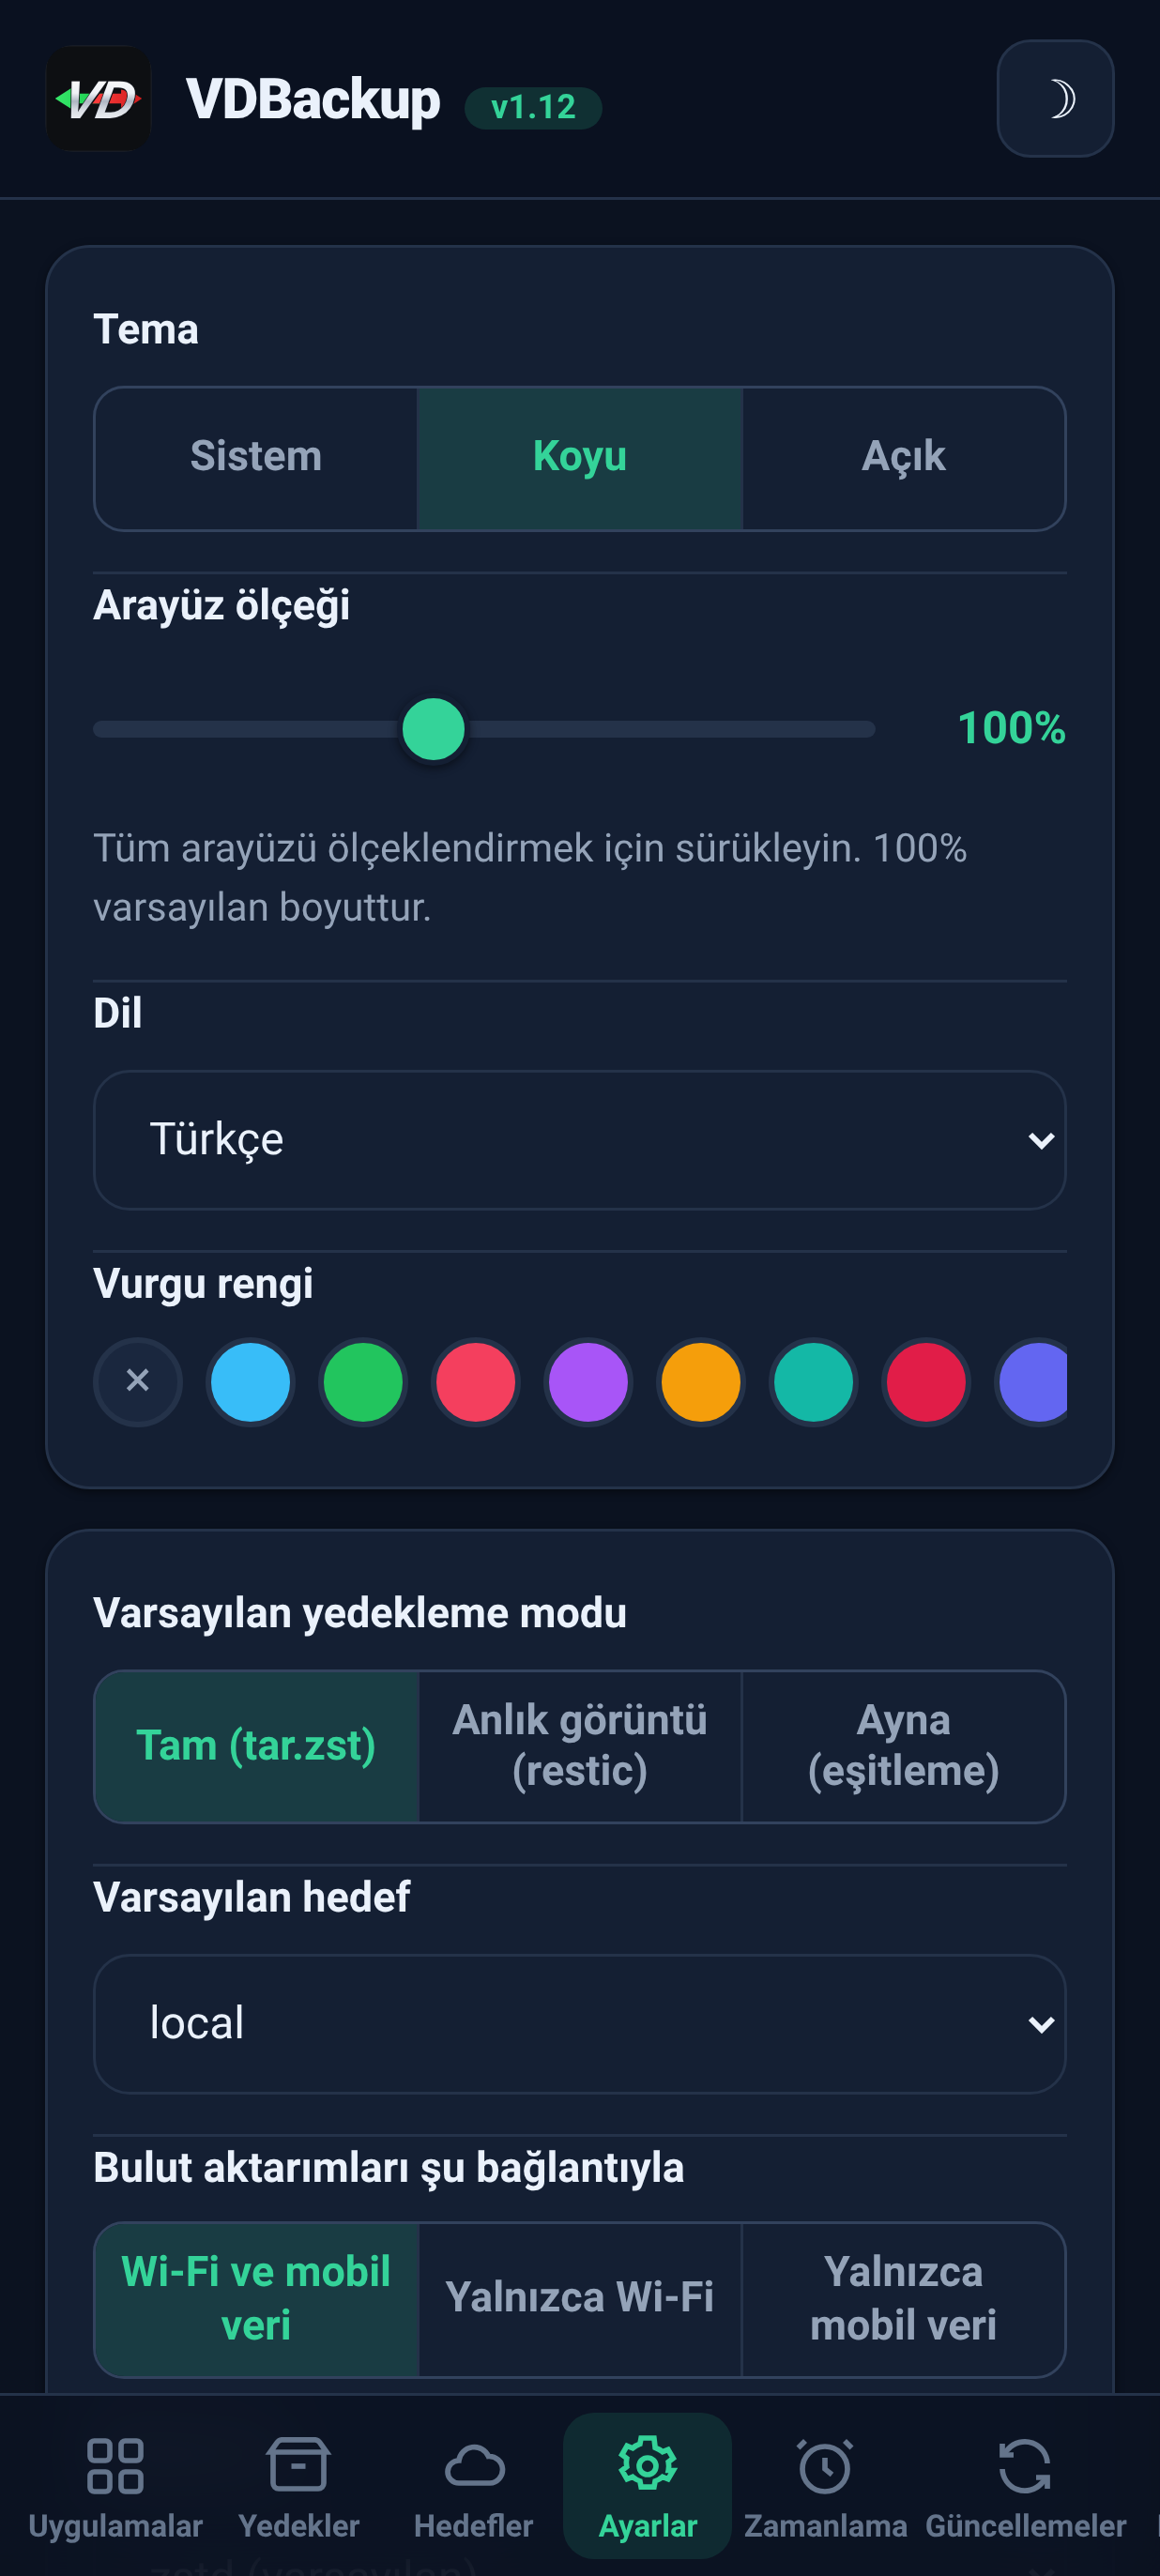 VD
VDBackup v1.12
Tema
Sistem Koyu Açık
Arayüz ölçeği
100%
Tüm arayüzü ölçeklendirmek için sürükleyin. 100%
varsayılan boyuttur.
Dil
Türkçe
Vurgu rengi
Varsayılan yedekleme modu
Tam (tar.zst)
Anlık görüntü
(restic)
Ayna
(eşitleme)
Varsayılan hedef
local
Bulut aktarımları şu bağlantıyla
Wi-Fi ve mobil
veri
Yalnızca Wi-Fi
Yalnızca
mobil veri
Uygulamalar Yedekler Hedefler Ayarlar Zamanlama Güncellemeler
zstd (varsayılan)